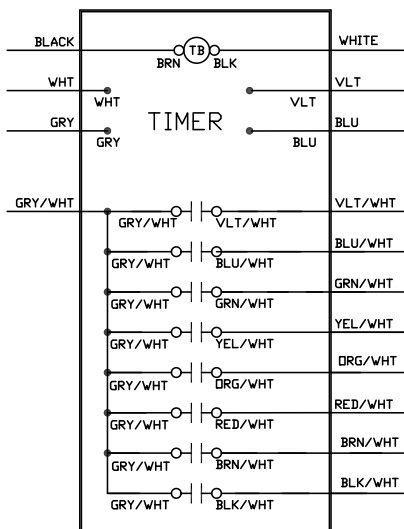 BLACK TB WHITE
BRN BLK
WHT VLT
WHT VLT
TIMER
GRY BLU
GRY BLU
GRY/WHT VLT/WHT
GRY/WHT VLT/WHT
BLU/WHT
GRY/WHT BLU/WHT
GRN/WHT
GRY/WHT GRN/WHT
YEL/WHT
GRY/WHT YEL/WHT
ORG/WHT
GRY/WHT ORG/WHT
RED/WHT
GRY/WHT RED/WHT
BRN/WHT
GRY/WHT BRN/WHT
BLK/WHT
GRY/WHT BLK/WHT